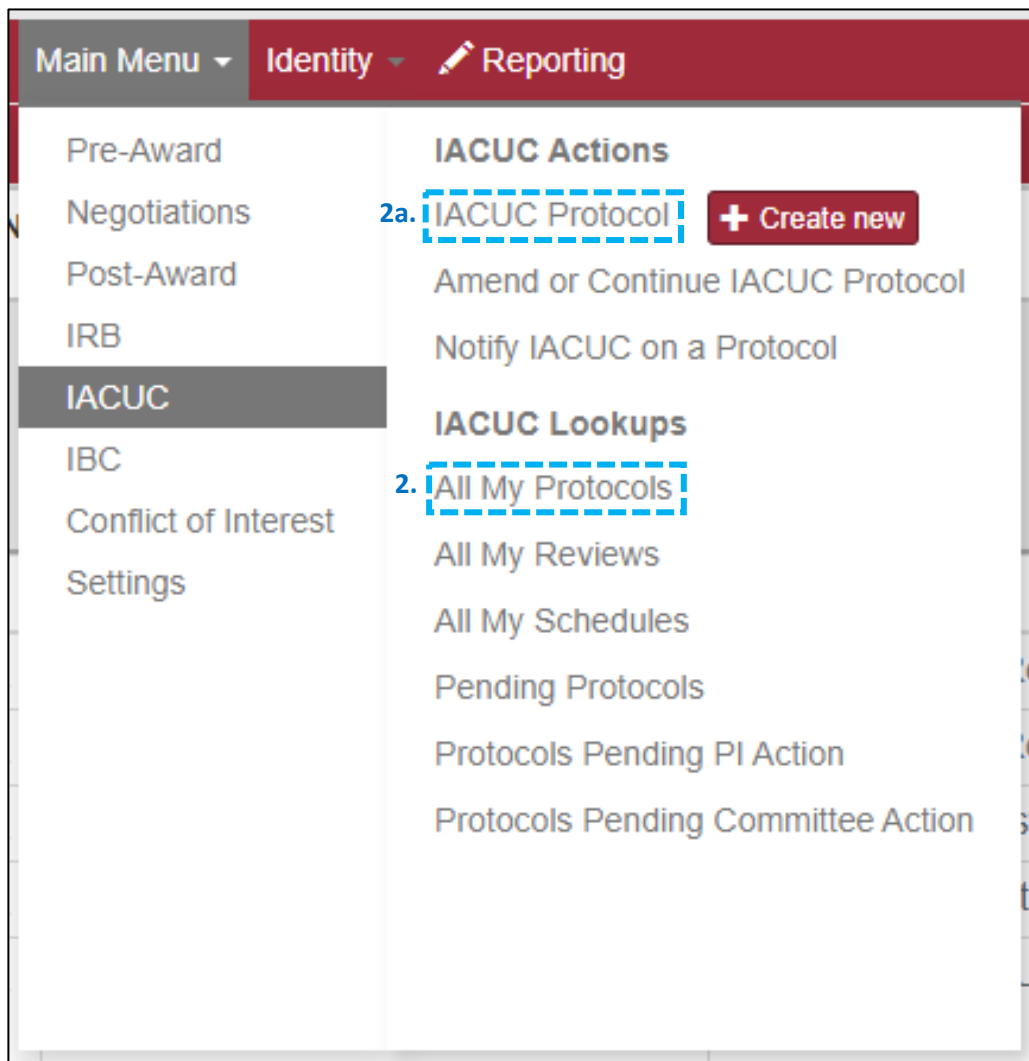 Main Menu Identity Reporting
Pre-Award
Negotiations
Post-Award
IRB
IACUC
IBC
Conflict of Interest
Settings
IACUC Actions
2a. IACUC Protocol + Create new
Amend or Continue IACUC Protocol
Notify IACUC on a Protocol
IACUC Lookups
2. All My Protocols
All My Reviews
All My Schedules
Pending Protocols
Protocols Pending PI Action
Protocols Pending Committee Action